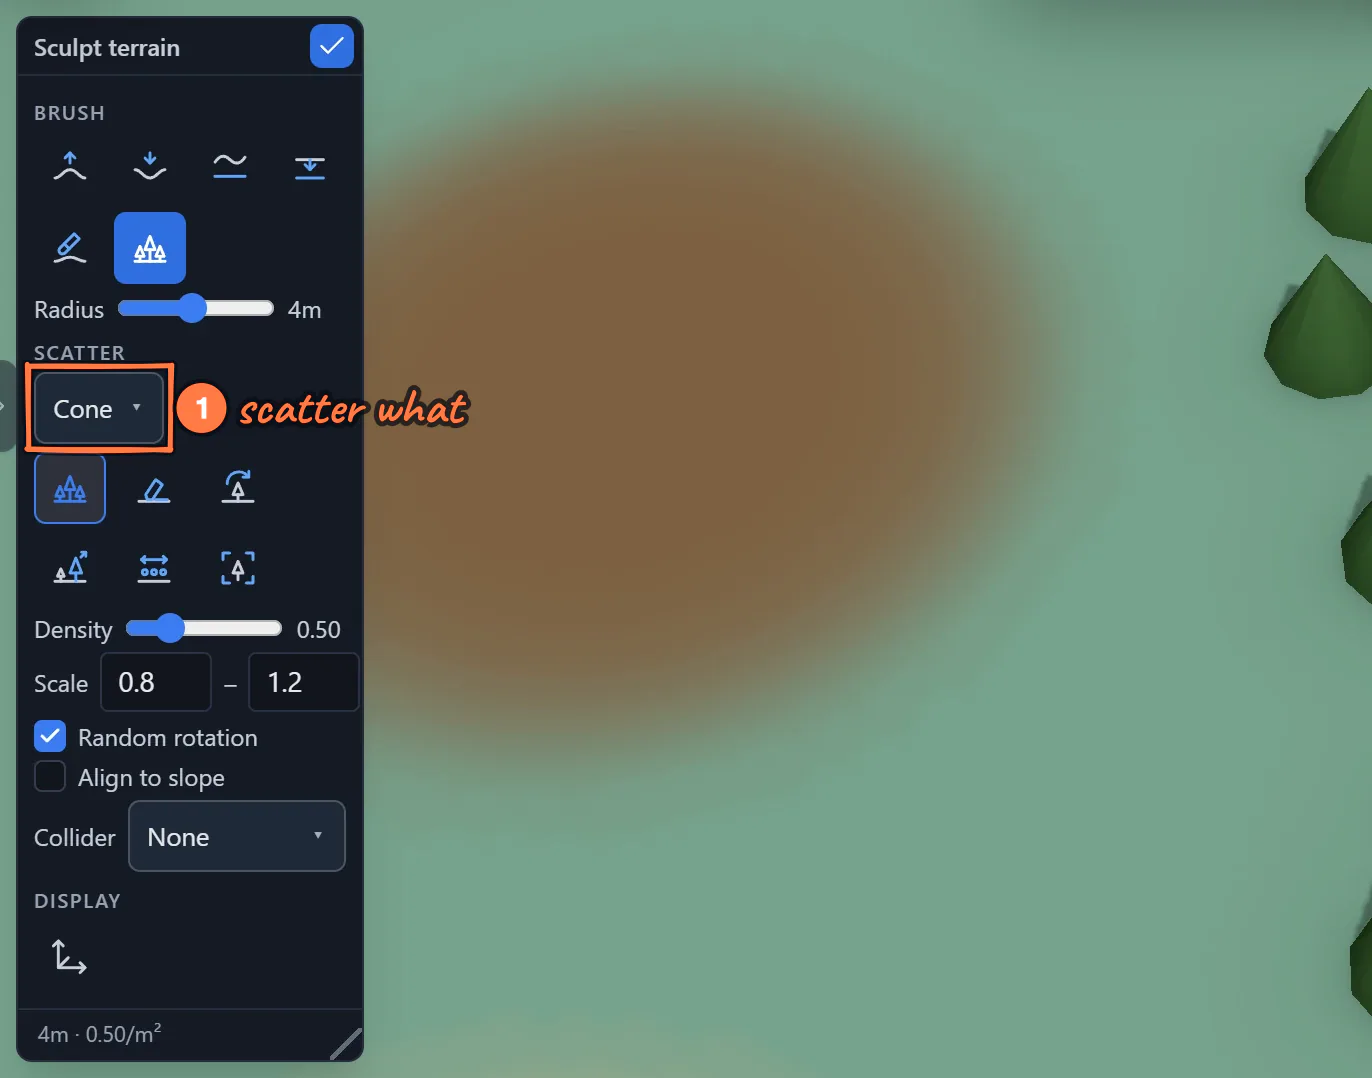 Sculpt terrain
BRUSH
Radius 4m
SCATTER
Cone 1 scatter what
Density 0.50
Scale 0.8 – 1.2
Random rotation
Align to slope
Collider None
DISPLAY
4m · 0.50/m²